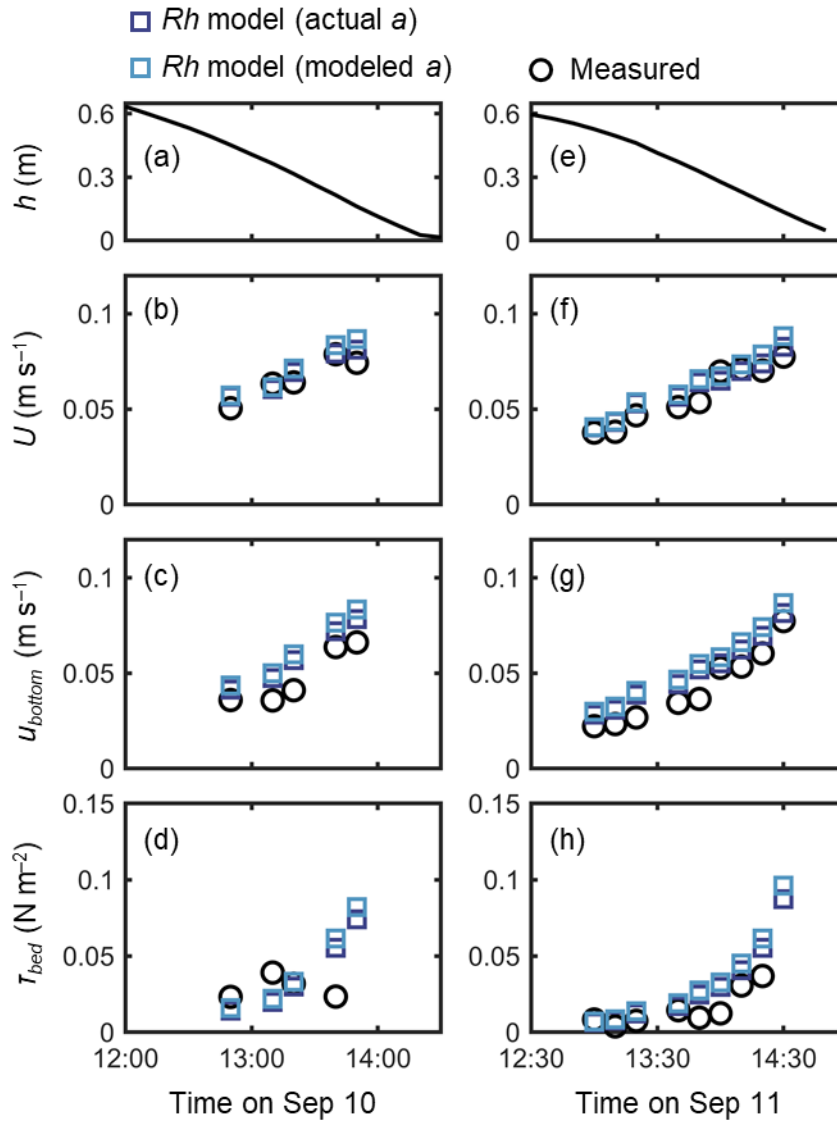 Rh model (actual a)
Rh model (modeled a)
Measured
h (m)
0.6
0.3
0
(a)
(e)
U (m s⁻¹)
0.1
0.05
0
(b)
(f)
u_bottom (m s⁻¹)
0.1
0.05
0
(c)
(g)
τ_bed (N m⁻²)
0.15
0.1
0.05
0
(d)
(h)
12:00 13:00 14:00
12:30 13:30 14:30
Time on Sep 10
Time on Sep 11